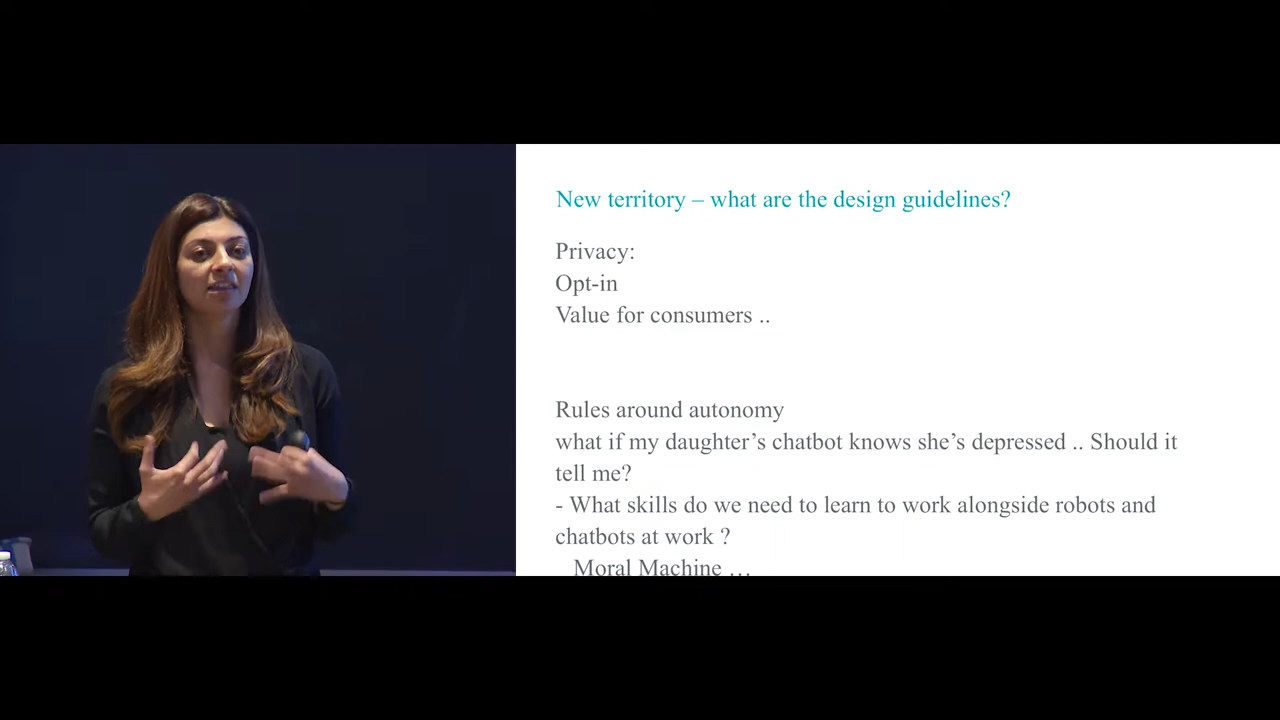 New territory – what are the design guidelines?
Privacy:
Opt-in
Value for consumers ..
Rules around autonomy
what if my daughter’s chatbot knows she’s depressed .. Should it
tell me?
- What skills do we need to learn to work alongside robots and
chatbots at work ?
Moral Machine …